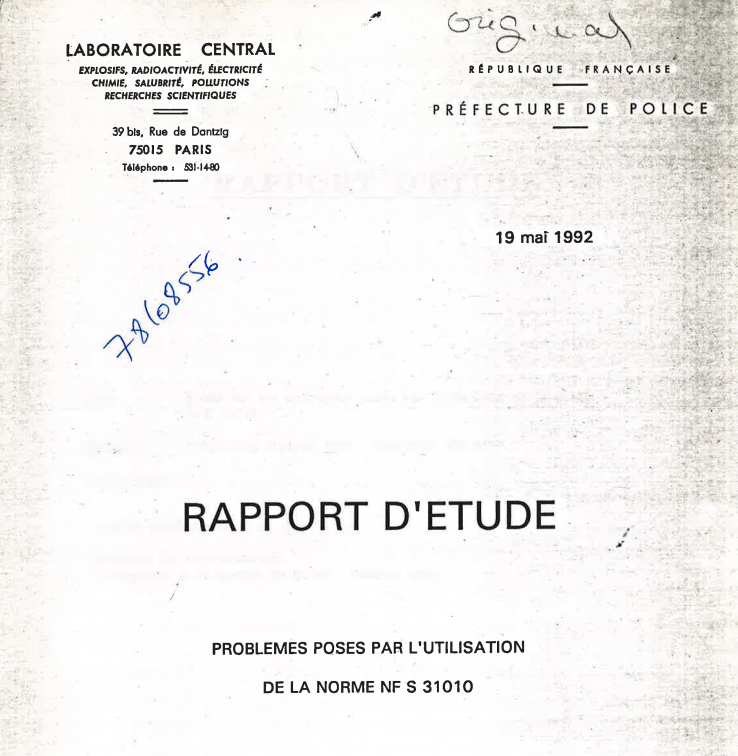 Original
LABORATOIRE CENTRAL
EXPLOSIFS, RADIOACTIVITÉ, ÉLECTRICITÉ
CHIMIE, SALUBRITÉ, POLLUTIONS
RECHERCHES SCIENTIFIQUES
39 bis, Rue de Dantzig
75015 PARIS
Téléphone : 531-14-80
RÉPUBLIQUE FRANÇAISE
PRÉFECTURE DE POLICE
19 mai 1992
RAPPORT D'ETUDE
PROBLEMES POSES PAR L'UTILISATION
DE LA NORME NF S 31010